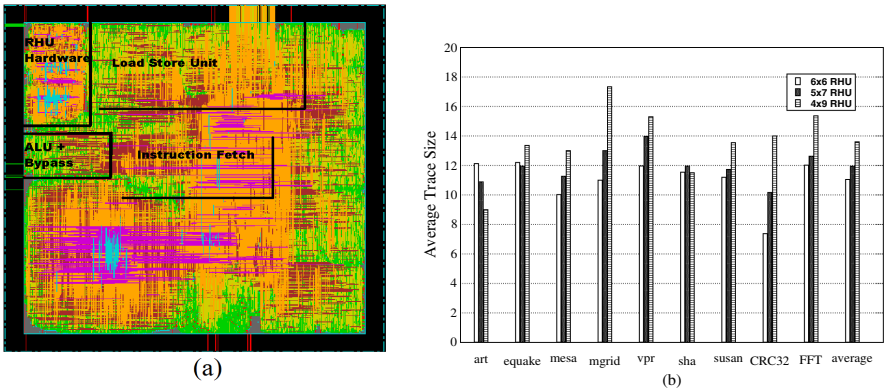 RHU
Hardware
Load Store Unit
ALU +
Bypass
Instruction Fetch
(a)
Average Trace Size
20
18
16
14
12
10
8
6
4
2
0
6x6 RHU
5x7 RHU
4x9 RHU
art equake mesa mgrid vpr sha susan CRC32 FFT average
(b)